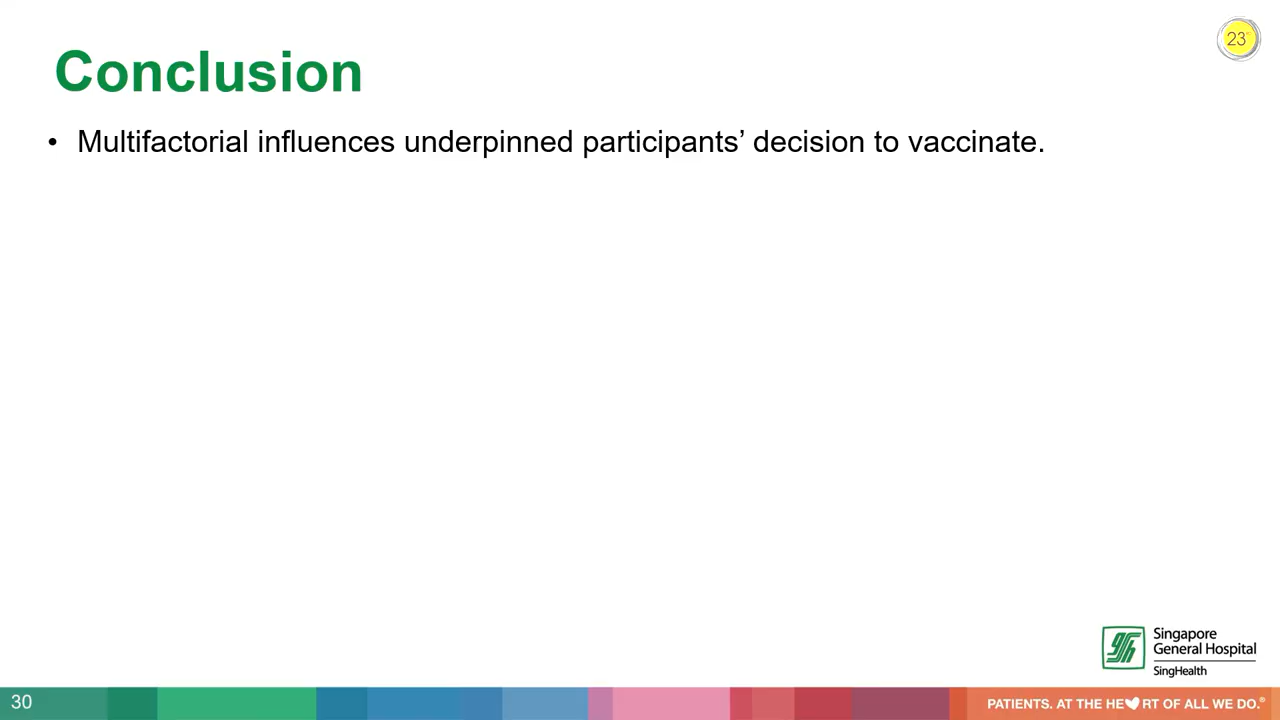 23
Conclusion
• Multifactorial influences underpinned participants’ decision to vaccinate.
Singapore
General Hospital
SingHealth
30
PATIENTS. AT THE HE♥RT OF ALL WE DO.®